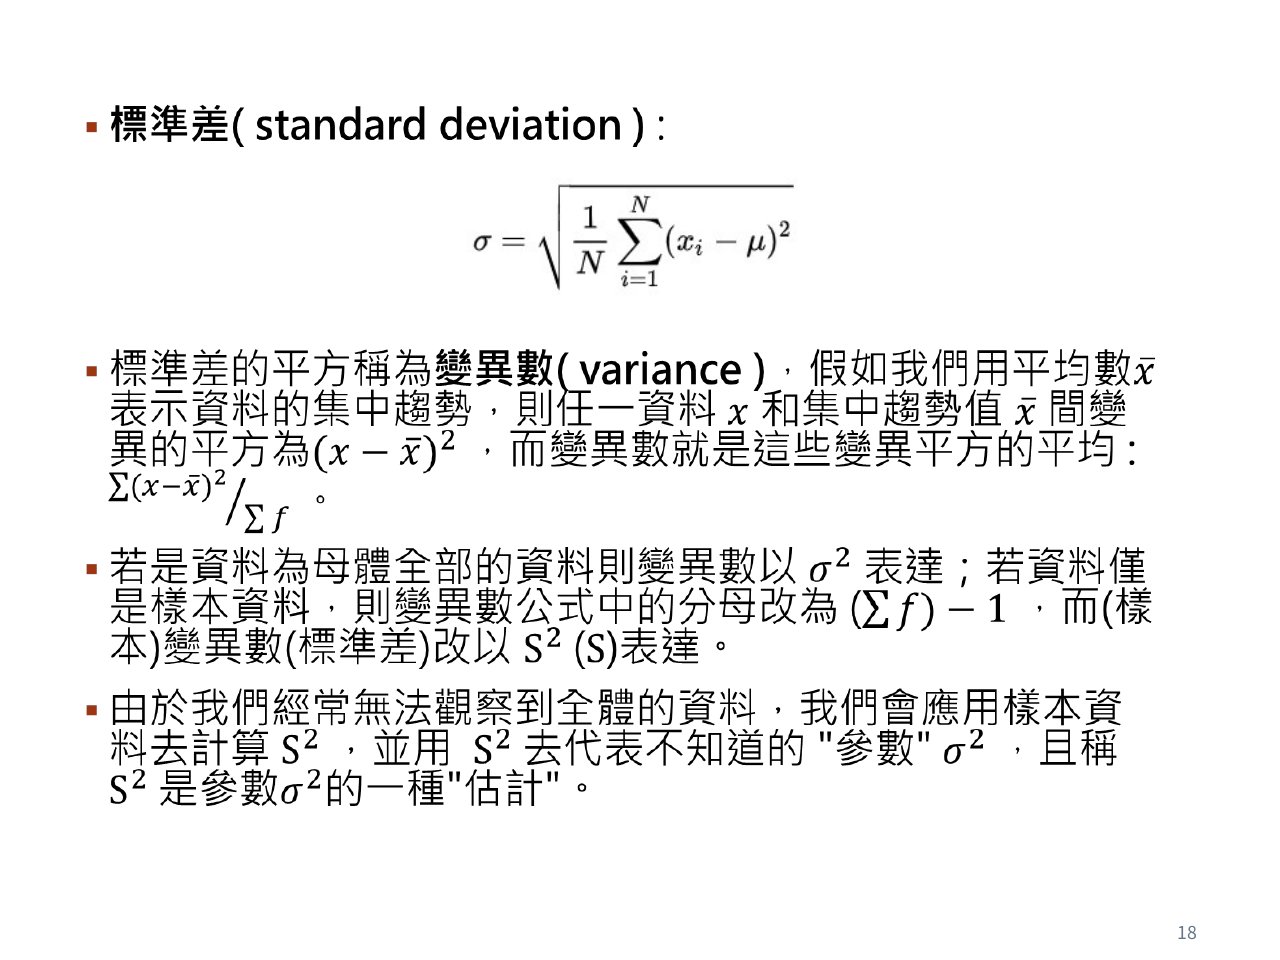 標準差( standard deviation ) :
σ = √(1/N ∑_{i=1}^{N} (x_i − μ)²)
標準差的平方稱為變異數( variance )，假如我們用平均數x̄
表示資料的集中趨勢，則任一資料 x 和集中趨勢值 x̄ 間變
異的平方為(x − x̄)² ，而變異數就是這些變異平方的平均 :
∑(x−x̄)²/∑ f 。
若是資料為母體全部的資料則變異數以 σ² 表達；若資料僅
是樣本資料，則變異數公式中的分母改為 (∑ f) − 1 ，而(樣
本)變異數(標準差)改以 S² (S)表達。
由於我們經常無法觀察到全體的資料，我們會應用樣本資
料去計算 S² ，並用 S² 去代表不知道的 "參數" σ² ，且稱
S² 是參數σ²的一種"估計"。
18